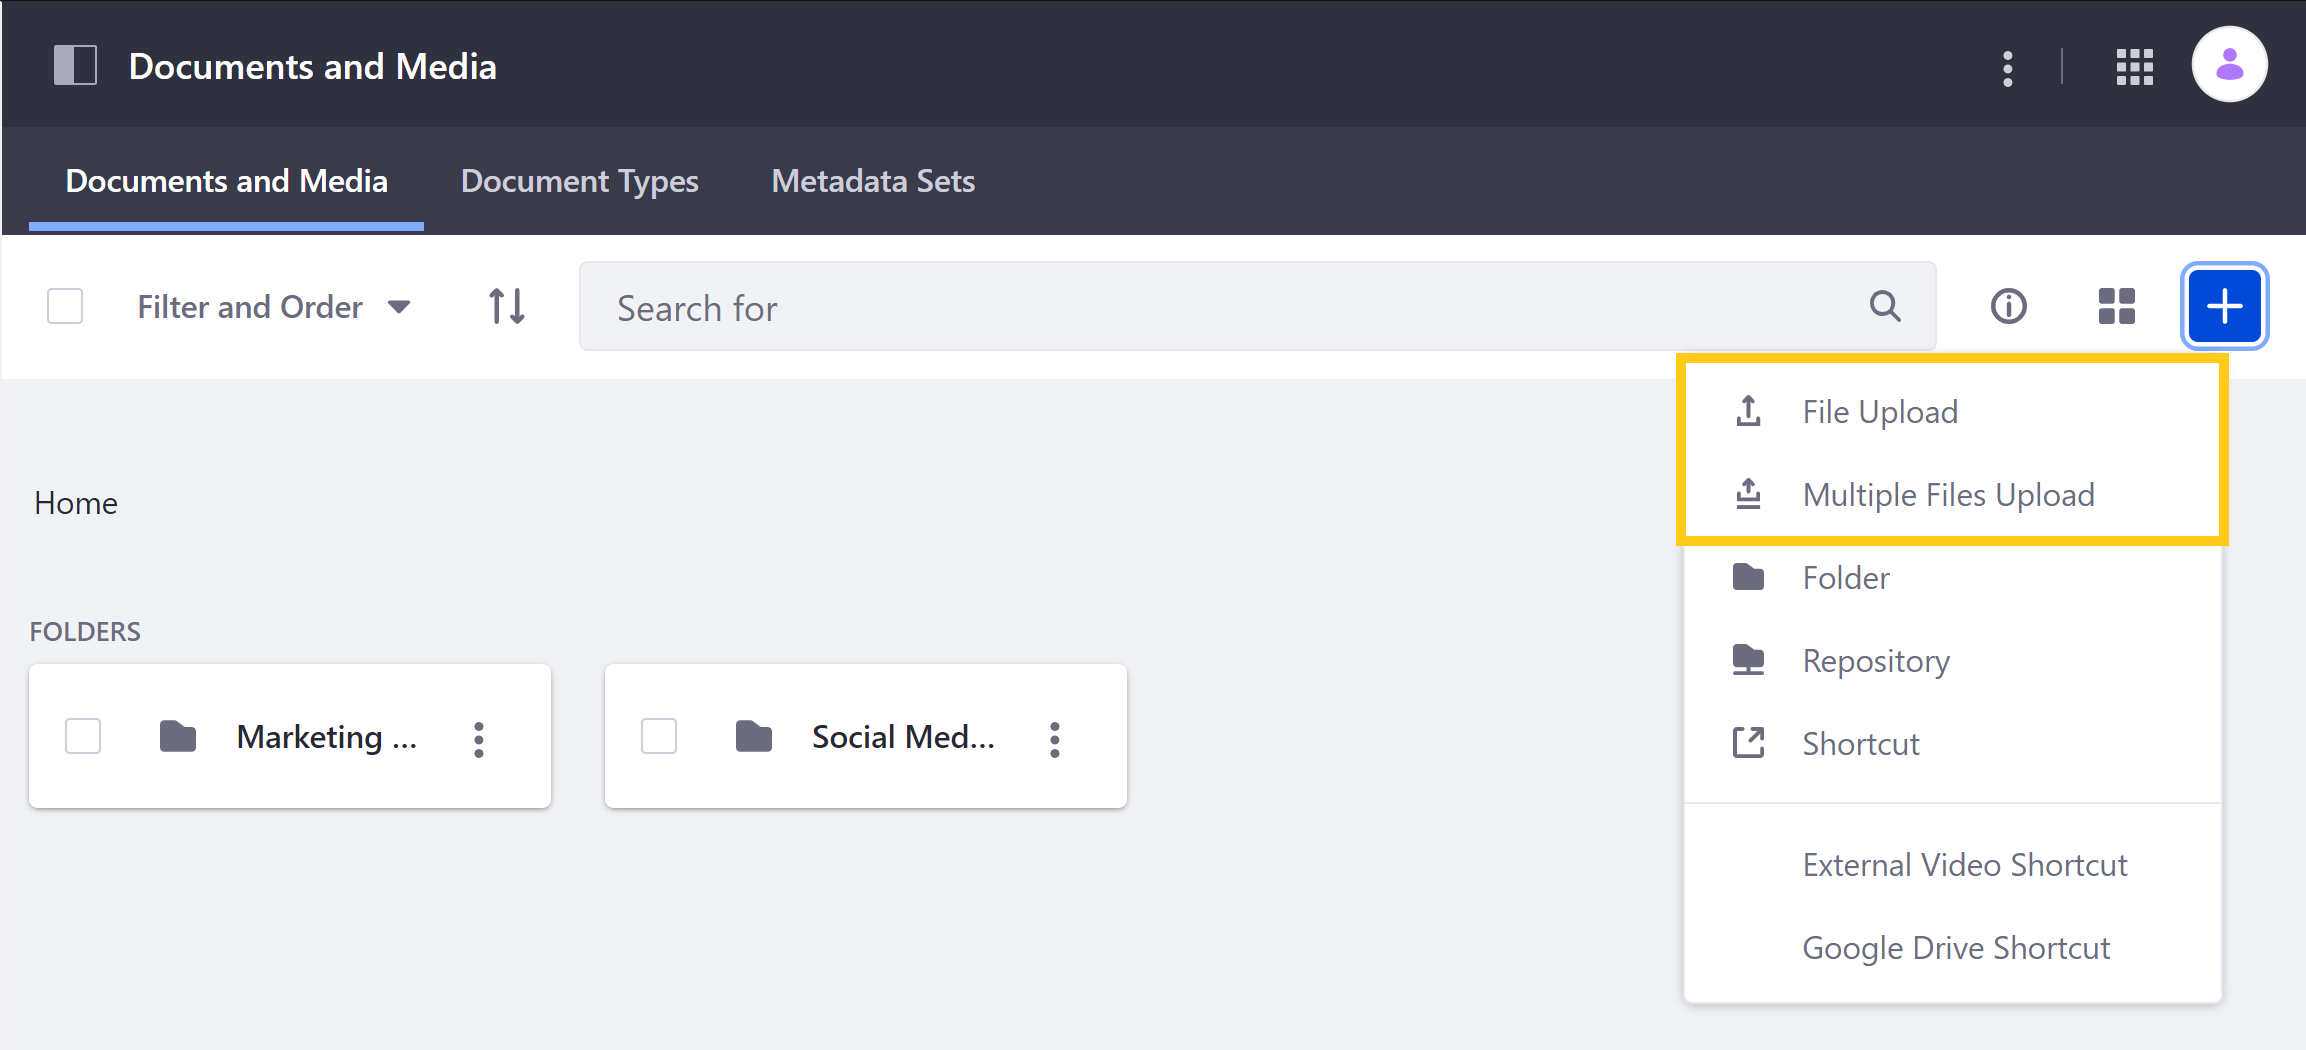 Documents and Media
Documents and Media
Document Types
Metadata Sets
Filter and Order
Search for
File Upload
Multiple Files Upload
Folder
Repository
Shortcut
External Video Shortcut
Google Drive Shortcut
Home
FOLDERS
Marketing ...
Social Med...